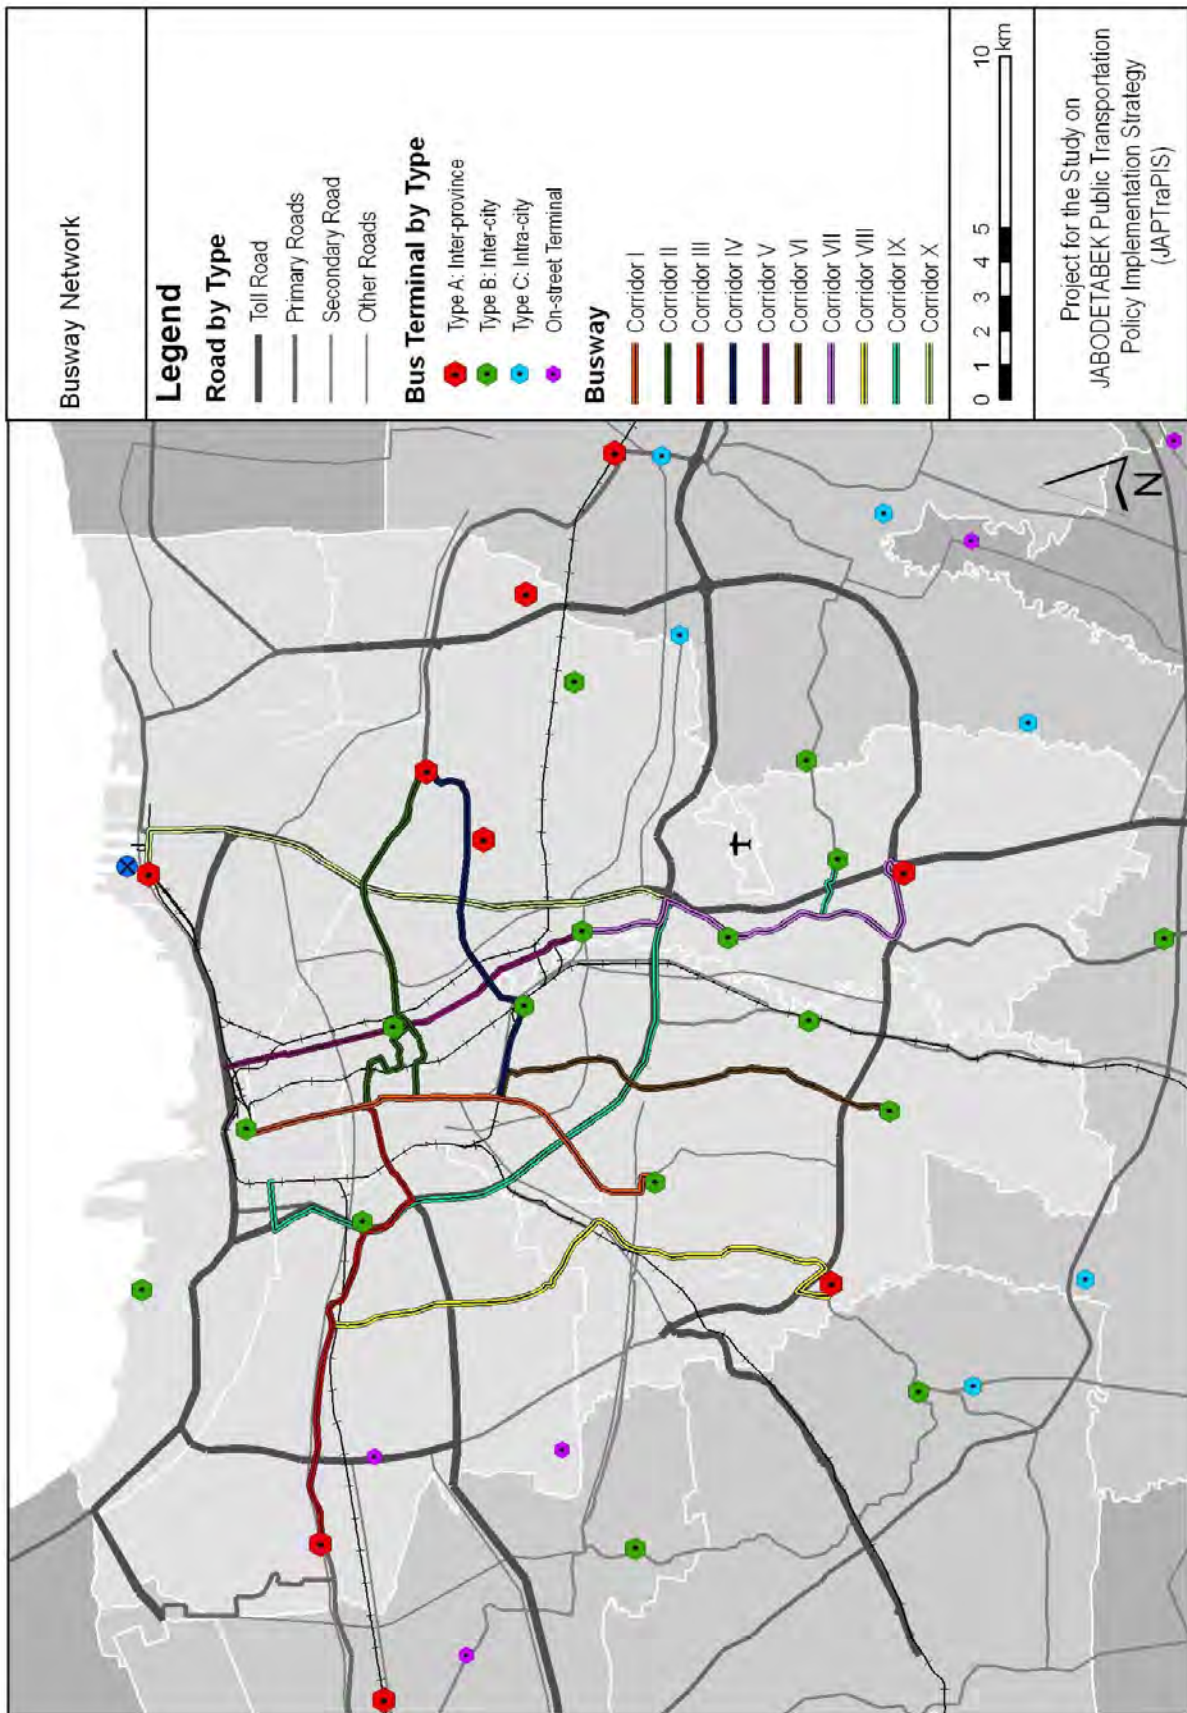 Busway Network
Legend
Road by Type
Toll Road
Primary Roads
Secondary Road
Other Roads
Bus Terminal by Type
Type A: Inter-province
Type B: Inter-city
Type C: Intra-city
On-street Terminal
Busway
Corridor I
Corridor II
Corridor III
Corridor IV
Corridor V
Corridor VI
Corridor VII
Corridor VIII
Corridor IX
Corridor X
0 1 2 3 4 5 10
km
Project for the Study on
JABODETABEK Public Transportation
Policy Implementation Strategy
(JAPTraPIS)
N